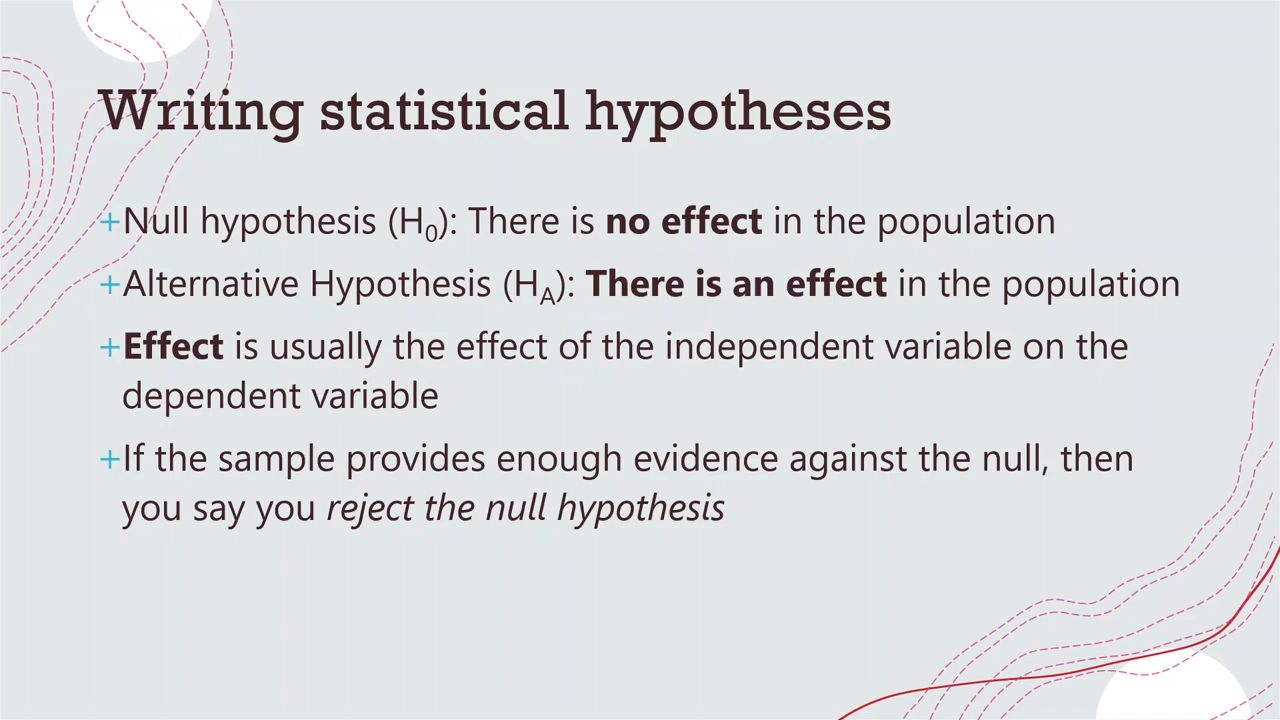 Writing statistical hypotheses
+Null hypothesis (H₀): There is no effect in the population
+Alternative Hypothesis (Hₐ): There is an effect in the population
+Effect is usually the effect of the independent variable on the
dependent variable
+If the sample provides enough evidence against the null, then
you say you reject the null hypothesis